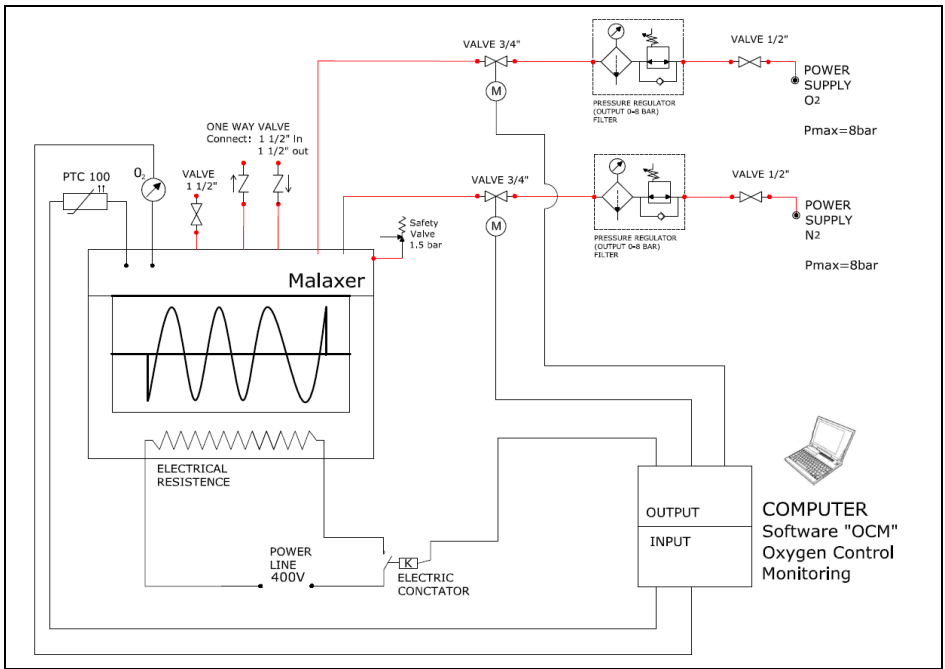 VALVE 3/4"
VALVE 1/2"
POWER
SUPPLY
O2
Pmax=8bar
PRESSURE REGULATOR
(OUTPUT 0-8 BAR)
FILTER
M
ONE WAY VALVE
Connect: 1 1/2" In
1 1/2" out
PTC 100
O2
VALVE
1 1/2"
VALVE 3/4"
VALVE 1/2"
POWER
SUPPLY
N2
Pmax=8bar
PRESSURE REGULATOR
(OUTPUT 0-8 BAR)
FILTER
M
Safety
Valve
1.5 bar
Malaxer
ELECTRICAL
RESISTENCE
POWER
LINE
400V
K
ELECTRIC
CONCTATOR
OUTPUT
INPUT
COMPUTER
Software "OCM"
Oxygen Control
Monitoring